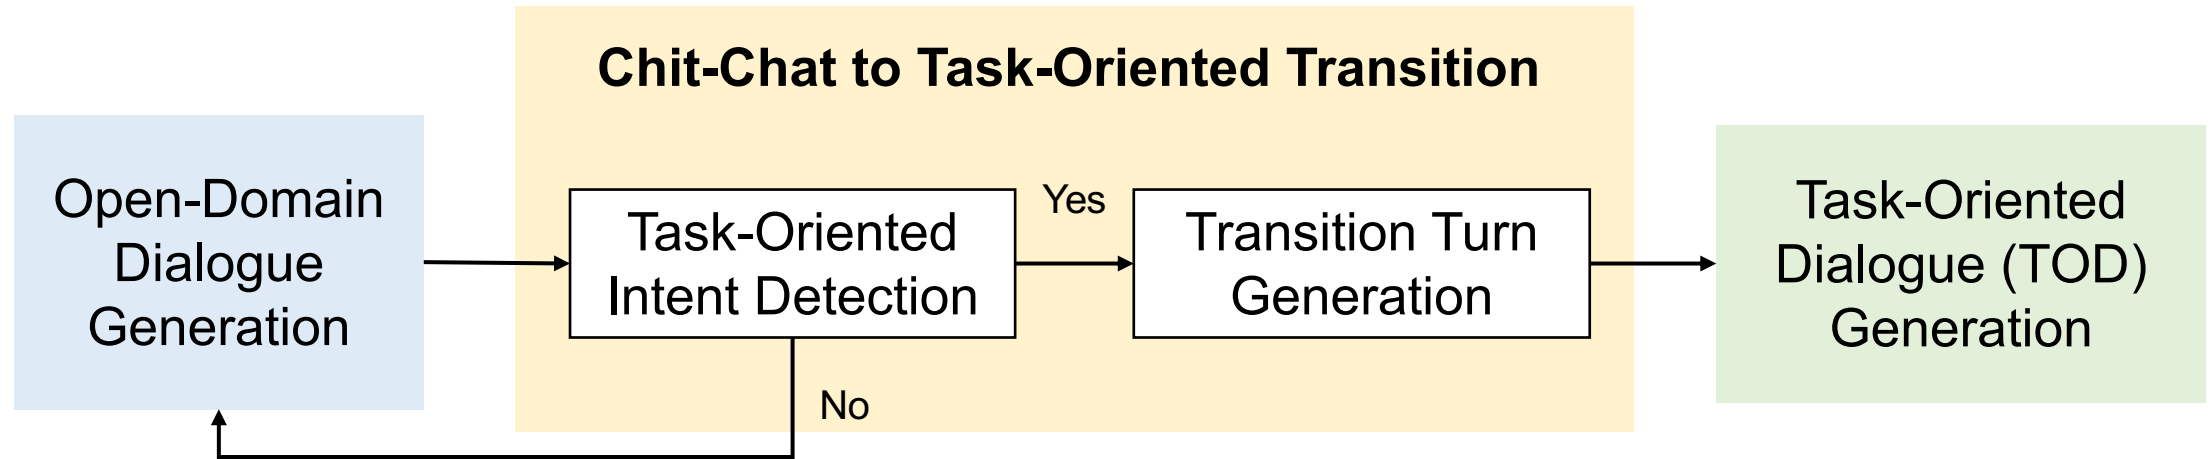 Chit-Chat to Task-Oriented Transition
Open-Domain
Dialogue
Generation
Task-Oriented
Intent Detection
Yes
No
Transition Turn
Generation
Task-Oriented
Dialogue (TOD)
Generation